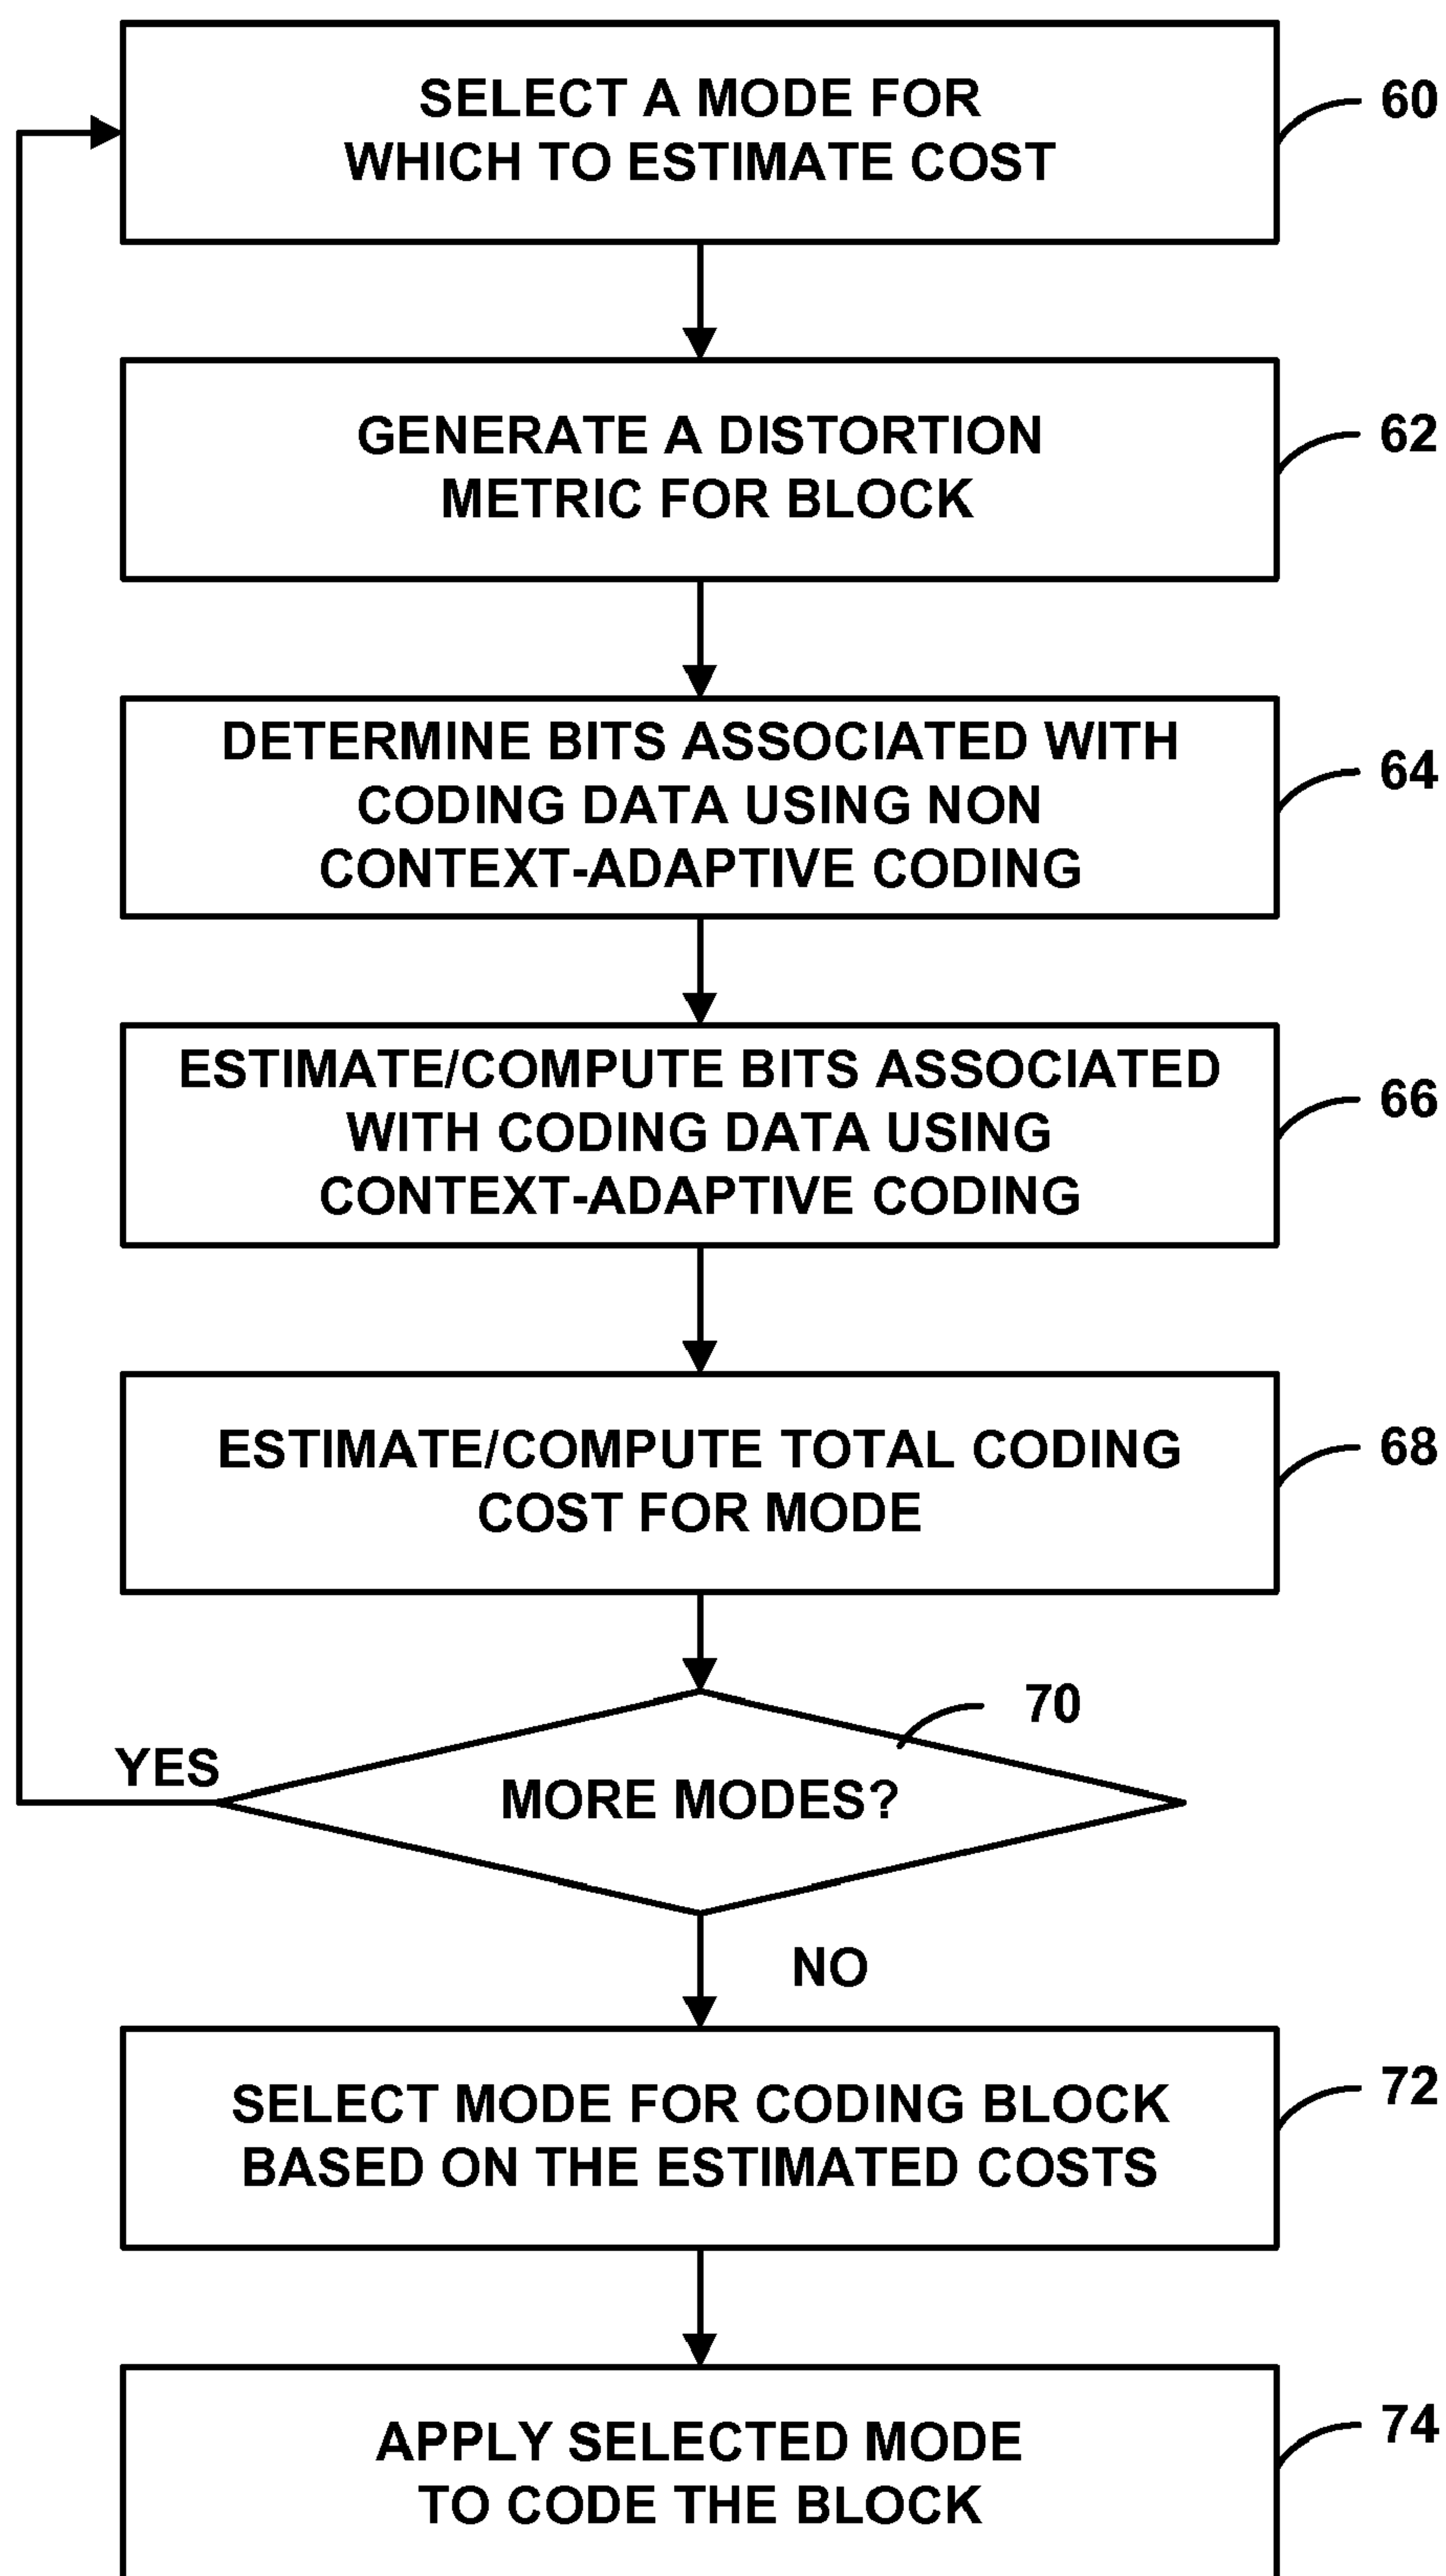 SELECT A MODE FOR
WHICH TO ESTIMATE COST
60
GENERATE A DISTORTION
METRIC FOR BLOCK
62
DETERMINE BITS ASSOCIATED WITH
CODING DATA USING NON
CONTEXT-ADAPTIVE CODING
64
ESTIMATE/COMPUTE BITS ASSOCIATED
WITH CODING DATA USING
CONTEXT-ADAPTIVE CODING
66
ESTIMATE/COMPUTE TOTAL CODING
COST FOR MODE
68
70
YES
MORE MODES?
NO
SELECT MODE FOR CODING BLOCK
BASED ON THE ESTIMATED COSTS
72
APPLY SELECTED MODE
TO CODE THE BLOCK
74